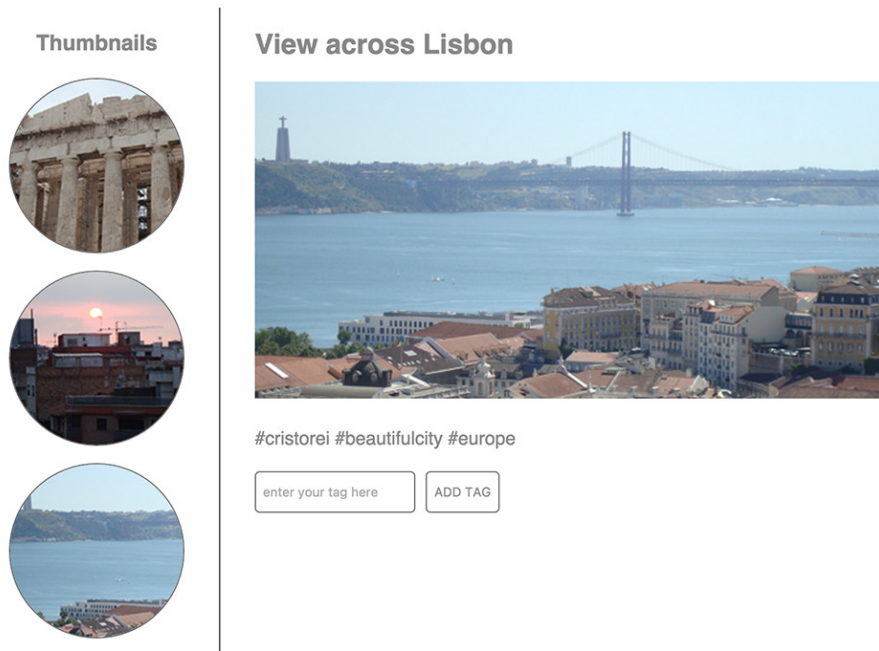 Thumbnails
View across Lisbon
#cristorei #beautifulcity #europe
enter your tag here
ADD TAG